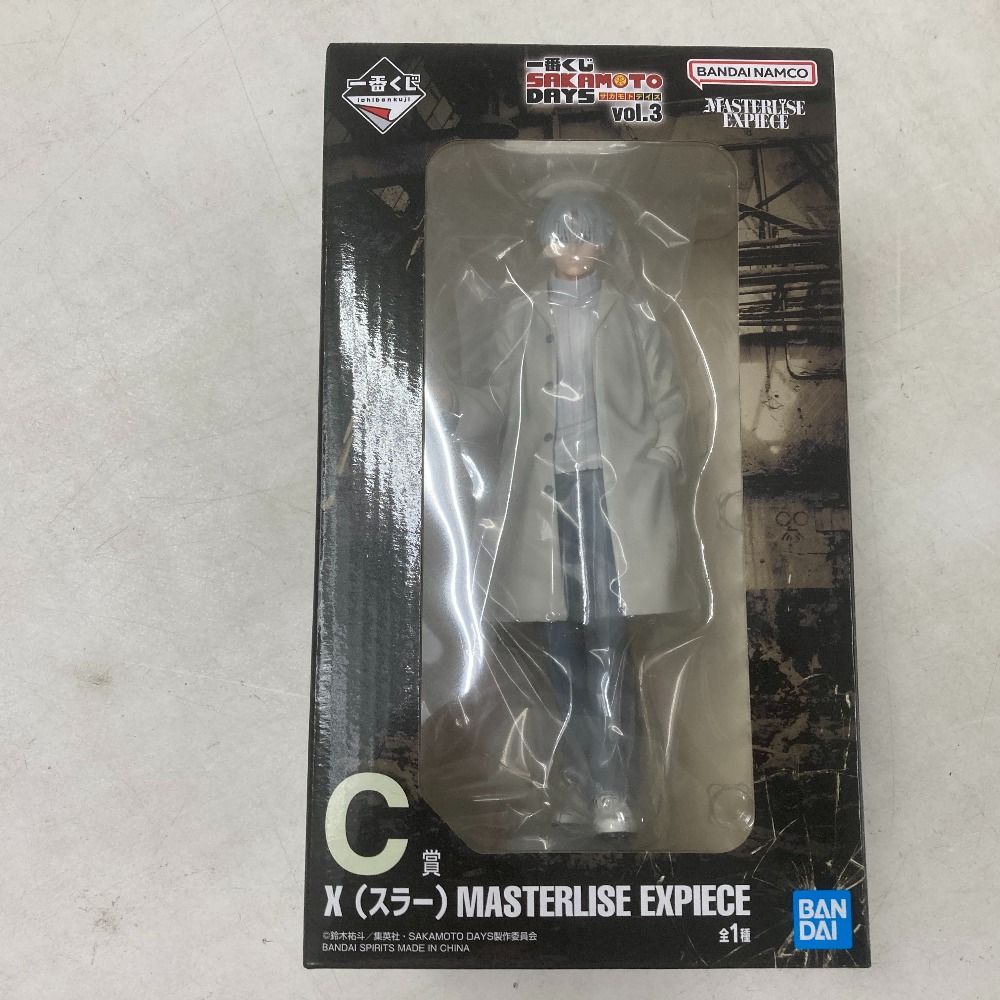 一番くじ
ichibankuji
一番くじ
SAKAMOTO
DAYS サカモトデイズ
vol.3
BANDAI NAMCO
MASTERLISE
EXPIECE
C賞
X（スラー）MASTERLISE EXPIECE
全1種
©鈴木祐斗／集英社・SAKAMOTO DAYS製作委員会
BANDAI SPIRITS MADE IN CHINA
BAN
DAI